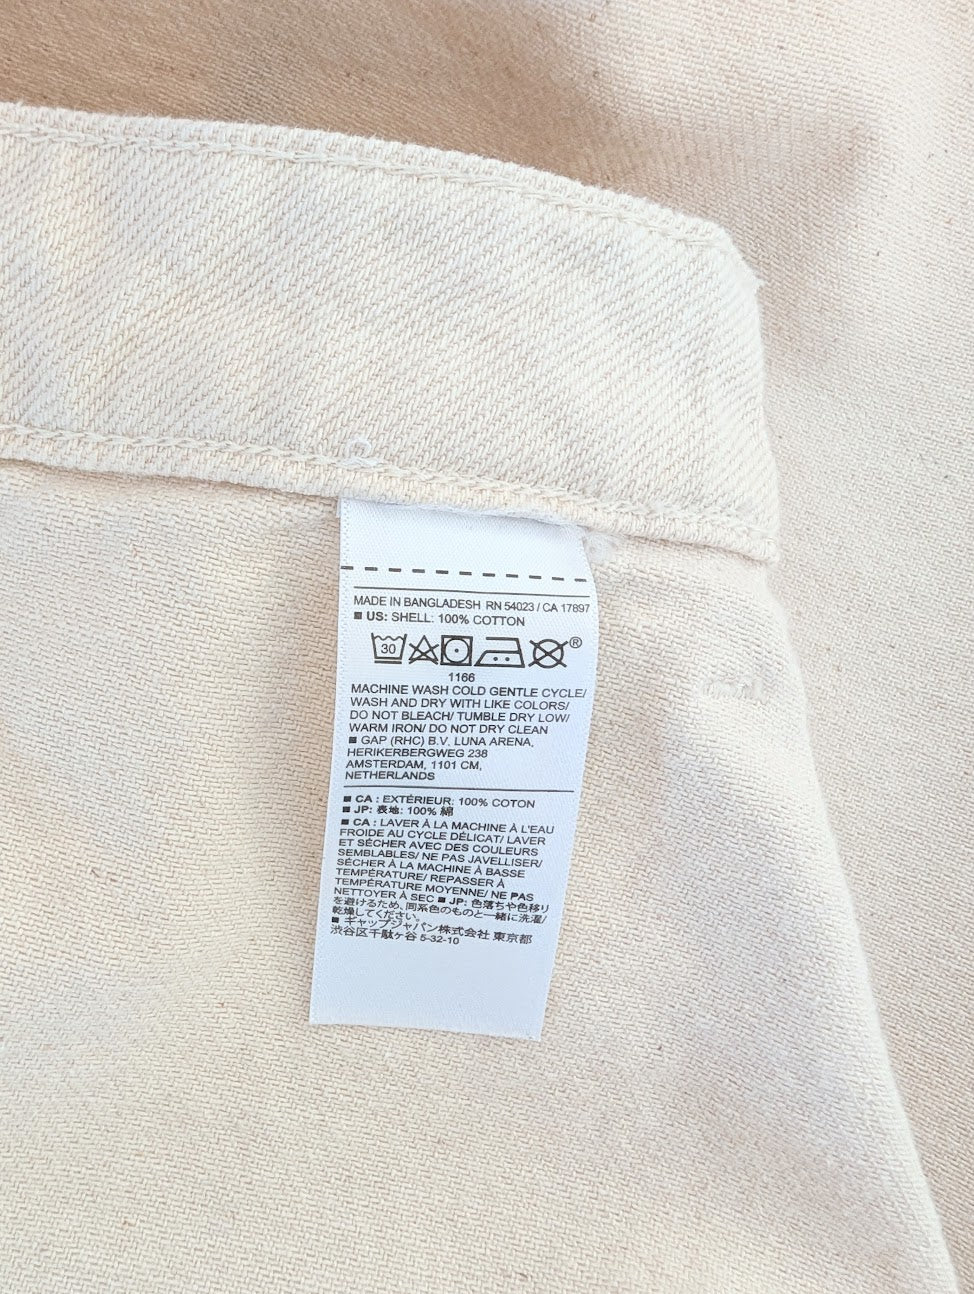 MADE IN BANGLADESH RN 54023 / CA 17897
■ US: SHELL: 100% COTTON
30 ®
1166
MACHINE WASH COLD GENTLE CYCLE/
WASH AND DRY WITH LIKE COLORS/
DO NOT BLEACH/ TUMBLE DRY LOW/
WARM IRON/ DO NOT DRY CLEAN
■ GAP (RHC) B.V. LUNA ARENA,
HERIKERBERGWEG 238
AMSTERDAM, 1101 CM,
NETHERLANDS
■ CA : EXTÉRIEUR: 100% COTON
■ JP: 表地: 100% 綿
■ CA : LAVER À LA MACHINE À L'EAU
FROIDE AU CYCLE DÉLICAT/ LAVER
ET SÉCHER AVEC DES COULEURS
SEMBLABLES/ NE PAS JAVELLISER/
SÉCHER À LA MACHINE À BASSE
TEMPÉRATURE/ REPASSER À
TEMPÉRATURE MOYENNE/ NE PAS
NETTOYER À SEC ■ JP: 色落ちや色移り
を避けるため、同系色のものと一緒に洗濯/
乾燥してください。
■ ギャップジャパン株式会社 東京都
渋谷区千駄ヶ谷 5-32-10